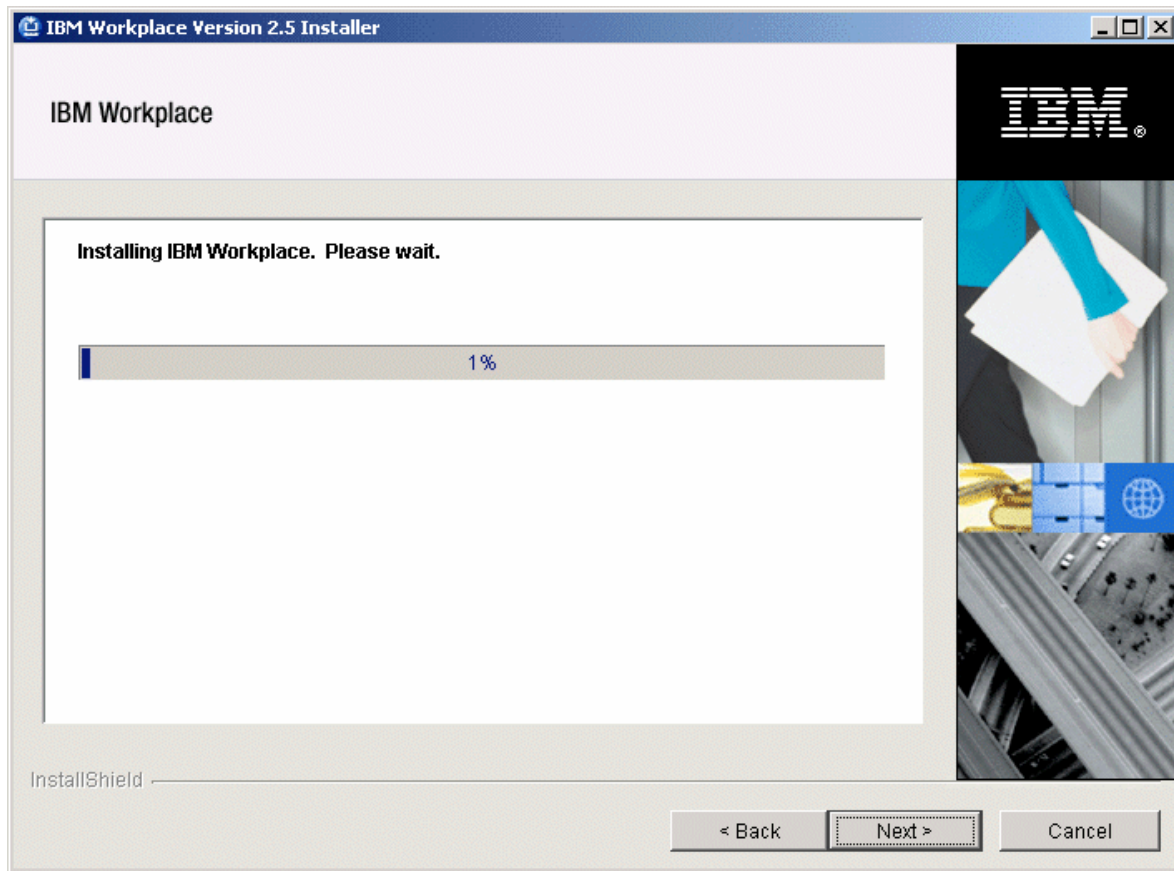 IBM Workplace Version 2.5 Installer
IBM Workplace
IBM®
Installing IBM Workplace. Please wait.
1%
InstallShield
< Back
Next >
Cancel